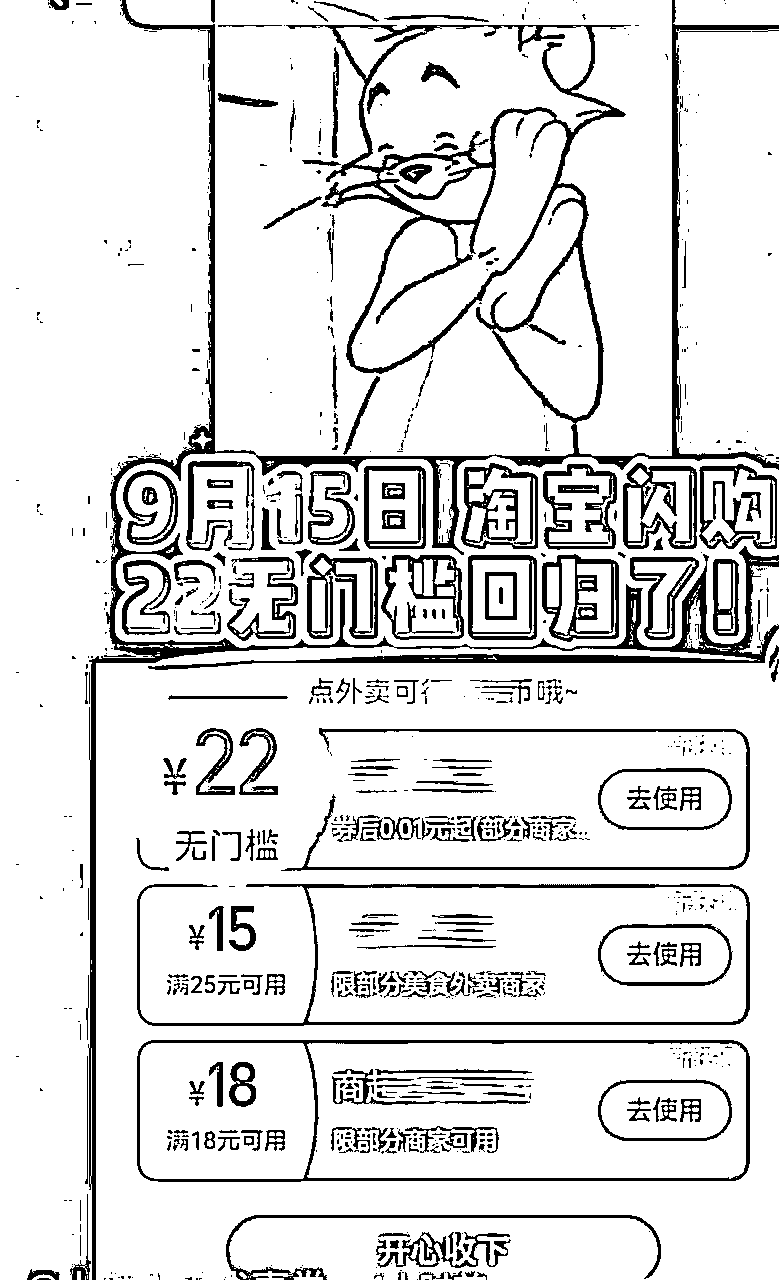 9月15日 淘宝闪购
22无门槛回归了!
点外卖可 币哦~
¥22
无门槛
券后0.01元起(部分商家...
去使用
¥15
满25元可用
限部分美食外卖商家
去使用
¥18
满18元可用
商超
限部分商家可用
去使用
开心收下